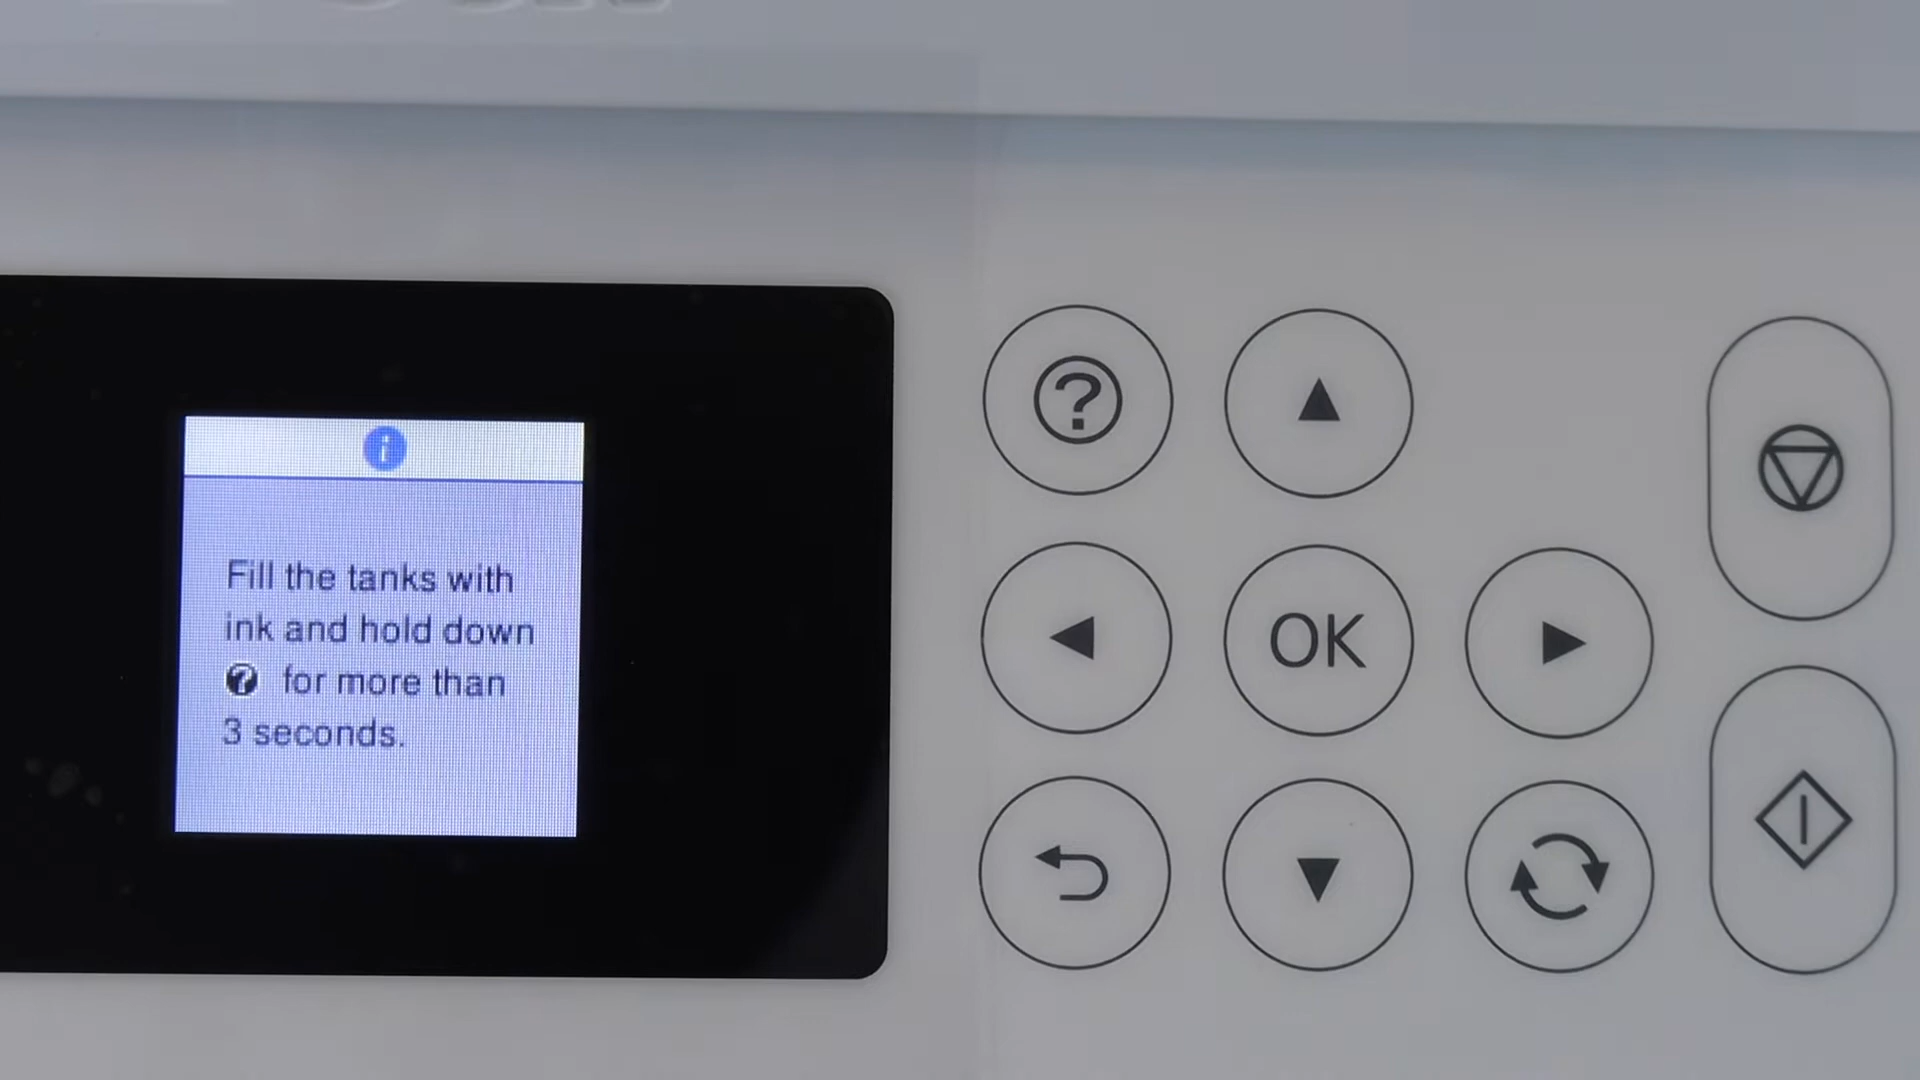 Fill the tanks with
ink and hold down
? for more than
3 seconds.
?
OK